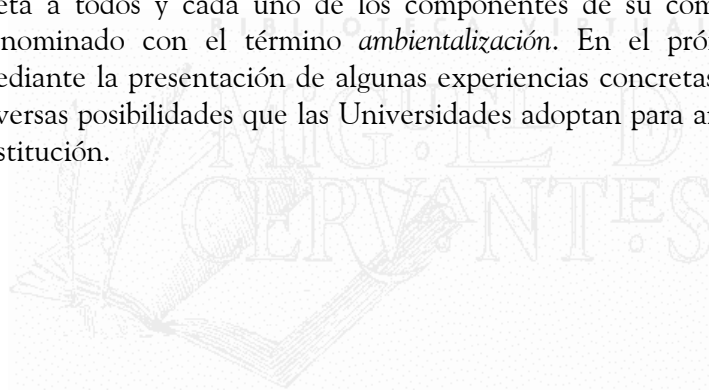 eta a todos y cada uno de los componentes de su com
BIBLIOTECA VIRTUAL
nominado con el término ambientalización. En el pró
ediante la presentación de algunas experiencias concretas
versas posibilidades que las Universidades adoptan para a
stitución.
MIGUEL D
CERVANTES